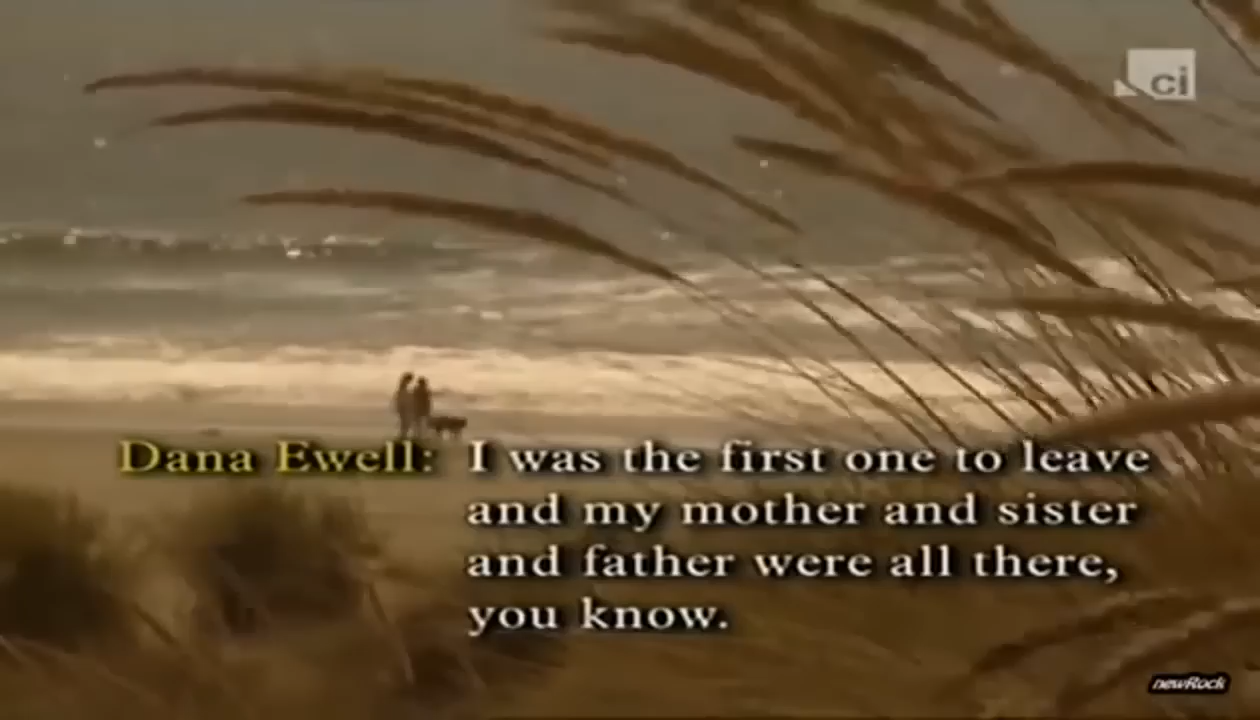 ci
Dana Ewell: I was the first one to leave
and my mother and sister
and father were all there,
you know.
newRock